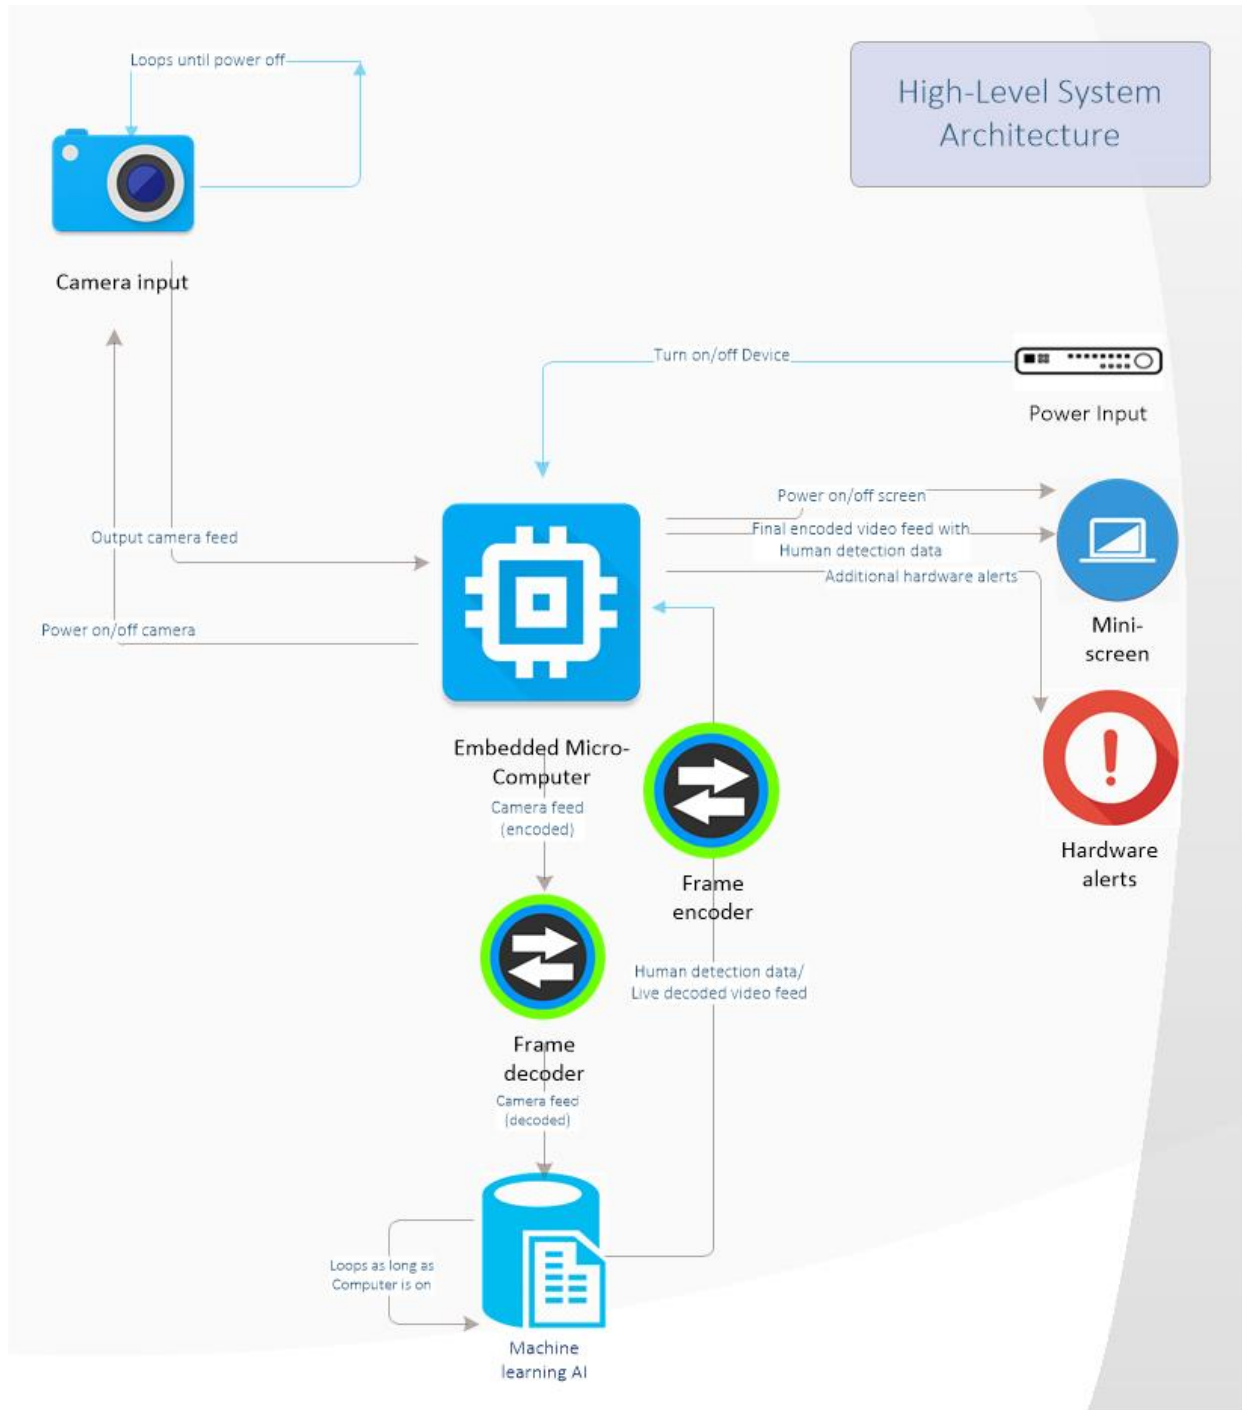 Loops until power off
High-Level System
Architecture
Camera input
Turn on/off Device
Power Input
Power on/off screen
Output camera feed
Final encoded video feed with
Human detection data
Additional hardware alerts
Power on/off camera
Mini-
screen
Embedded Micro-
Computer
Camera feed
(encoded)
Hardware
alerts
Frame
encoder
Human detection data/
Live decoded video feed
Frame
decoder
Camera feed
(decoded)
Loops as long as
Computer is on
Machine
learning AI